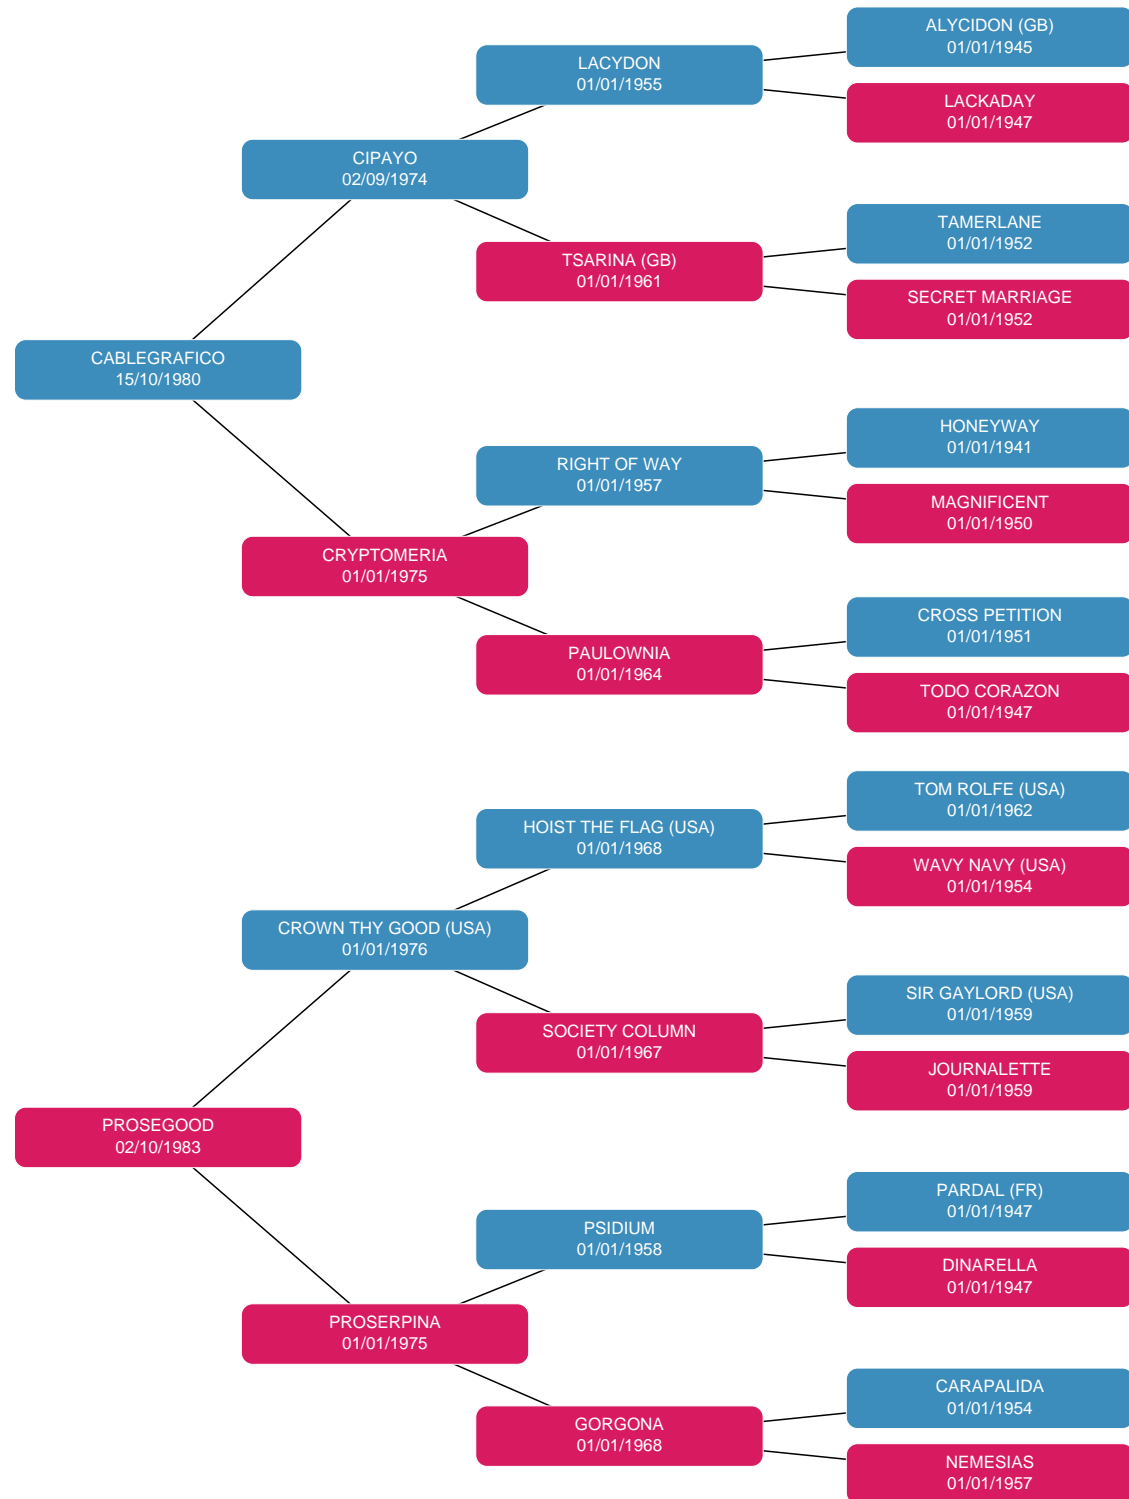 ALYCIDON (GB)
01/01/1945
LACYDON
01/01/1955
LACKADAY
01/01/1947
CIPAYO
02/09/1974
TAMERLANE
01/01/1952
TSARINA (GB)
01/01/1961
SECRET MARRIAGE
01/01/1952
CABLEGRAFICO
15/10/1980
HONEYWAY
01/01/1941
RIGHT OF WAY
01/01/1957
MAGNIFICENT
01/01/1950
CRYPTOMERIA
01/01/1975
CROSS PETITION
01/01/1951
PAULOWNIA
01/01/1964
TODO CORAZON
01/01/1947
TOM ROLFE (USA)
01/01/1962
HOIST THE FLAG (USA)
01/01/1968
WAVY NAVY (USA)
01/01/1954
CROWN THY GOOD (USA)
01/01/1976
SIR GAYLORD (USA)
01/01/1959
SOCIETY COLUMN
01/01/1967
JOURNALETTE
01/01/1959
PROSEGOOD
02/10/1983
PARDAL (FR)
01/01/1947
PSIDIUM
01/01/1958
DINARELLA
01/01/1947
PROSERPINA
01/01/1975
CARAPALIDA
01/01/1954
GORGONA
01/01/1968
NEMESIAS
01/01/1957